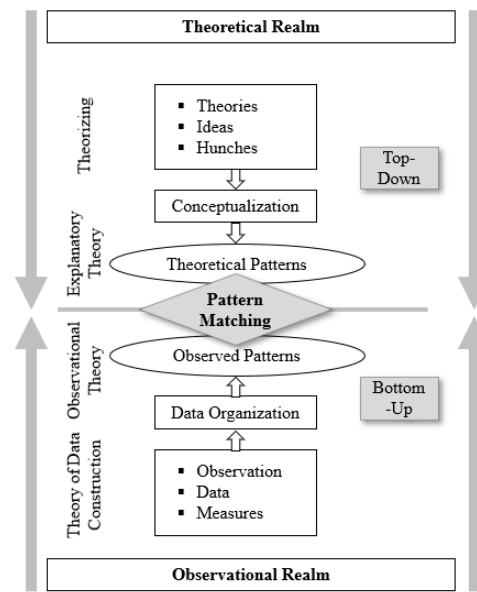 Theoretical Realm
Theorizing
▪ Theories
▪ Ideas
▪ Hunches
Top-
Down
Conceptualization
Explanatory
Theory
Theoretical Patterns
Pattern
Matching
Observational
Theory
Observed Patterns
Data Organization
Bottom
-Up
Theory of Data
Construction
▪ Observation
▪ Data
▪ Measures
Observational Realm